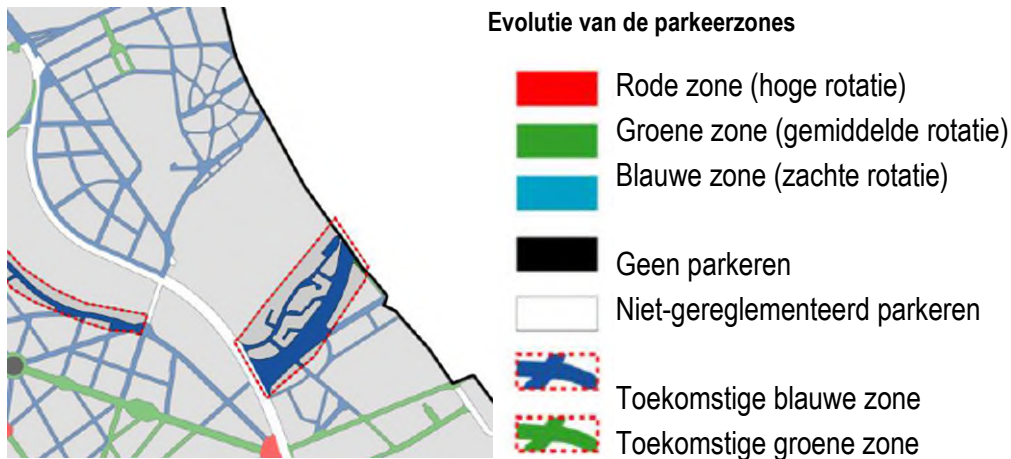 Evolutie van de parkeerzones
Rode zone (hoge rotatie)
Groene zone (gemiddelde rotatie)
Blauwe zone (zachte rotatie)
Geen parkeren
Niet-gereglementeerd parkeren
Toekomstige blauwe zone
Toekomstige groene zone